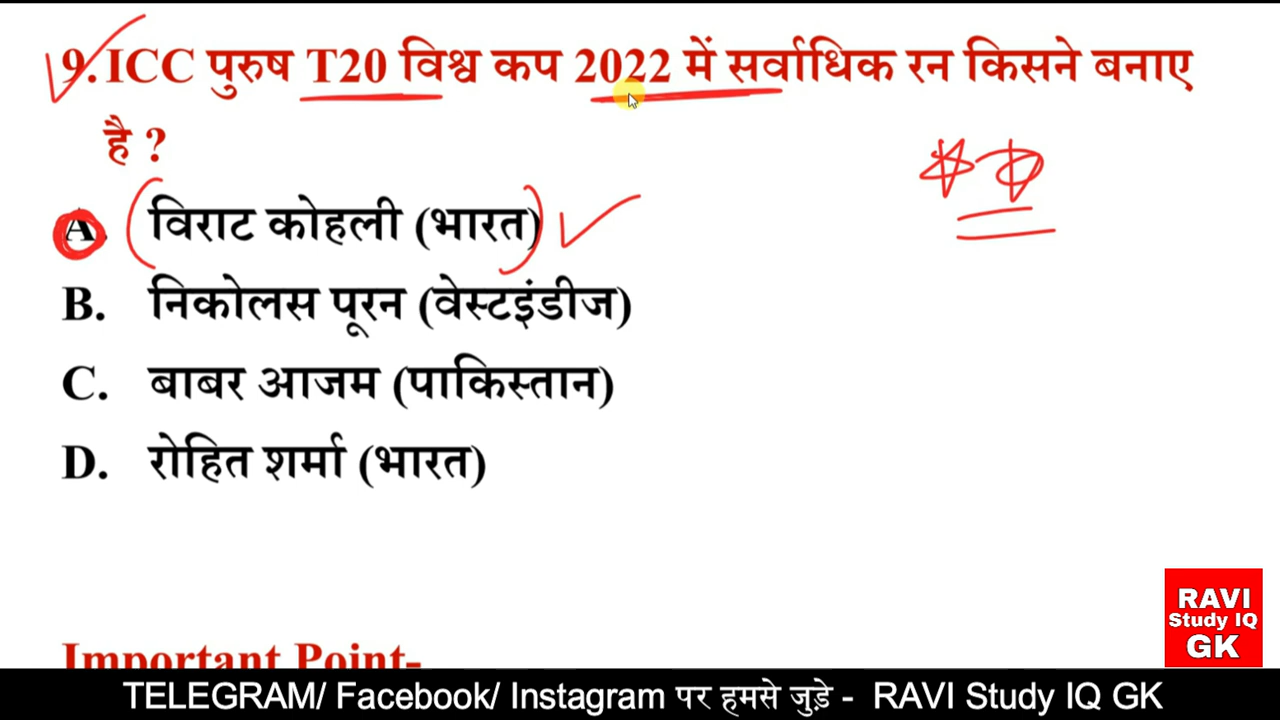 9. ICC पुरुष T20 विश्व कप 2022 में सर्वाधिक रन किसने बनाए
है ?
A. विराट कोहली (भारत)
B. निकोलस पूरन (वेस्टइंडीज)
C. बाबर आजम (पाकिस्तान)
D. रोहित शर्मा (भारत)
Important Point-
RAVI
Study IQ
GK
TELEGRAM/ Facebook/ Instagram पर हमसे जुड़े - RAVI Study IQ GK